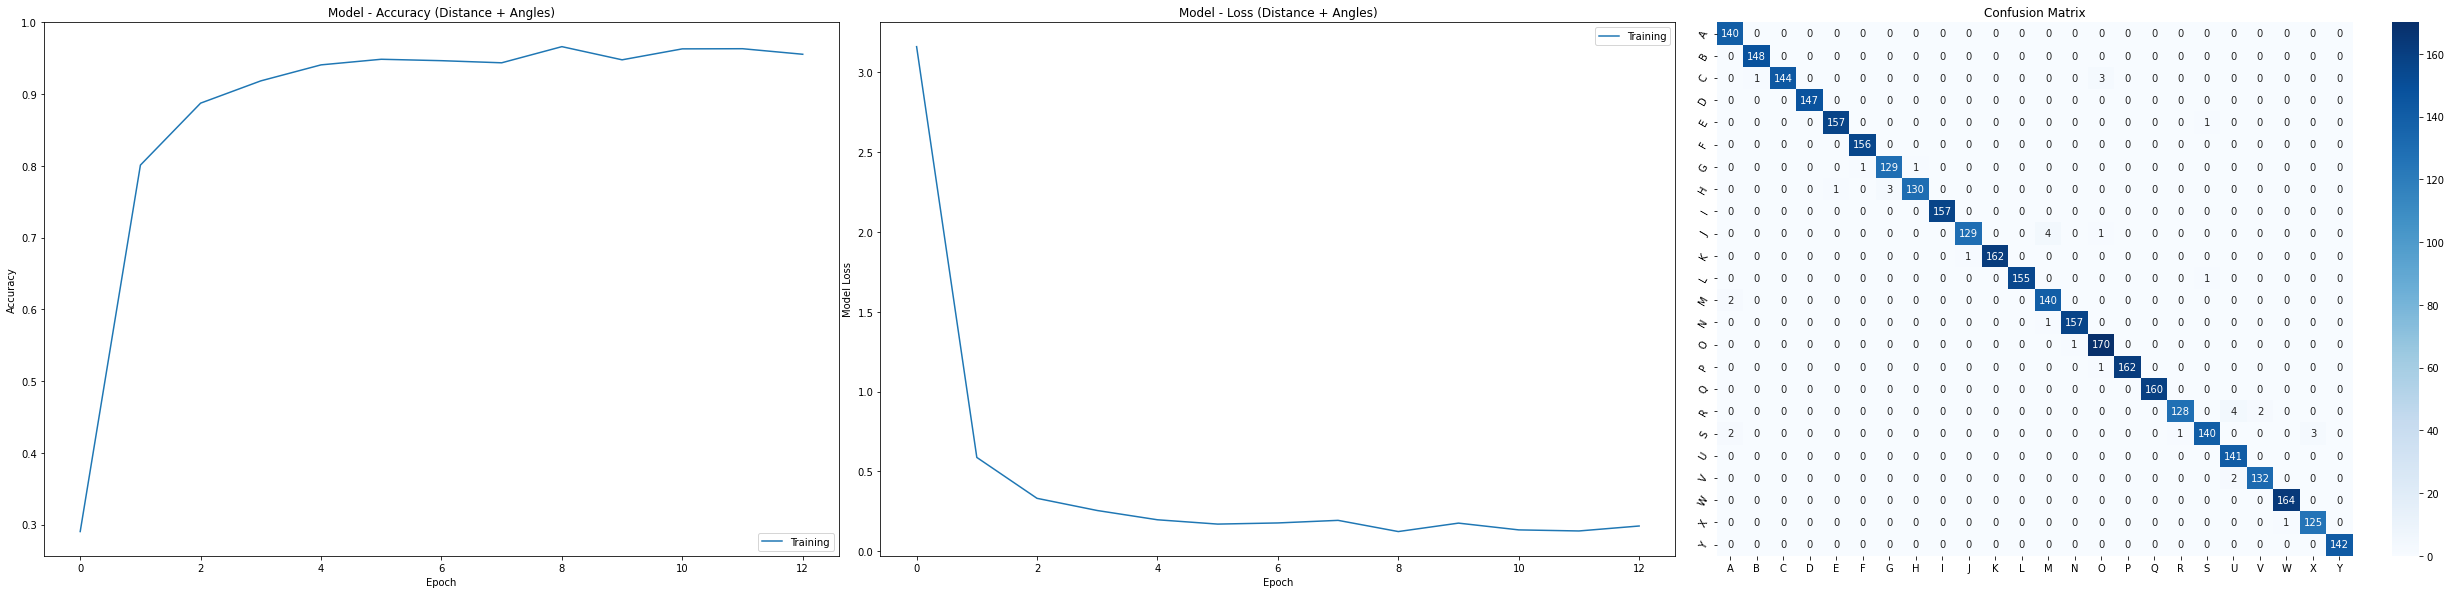 Model - Accuracy (Distance + Angles)
1.0
0.9
0.8
0.7
0.6
0.5
0.4
0.3
Accuracy
0 2 4 6 8 10 12
Epoch
Training
Model - Loss (Distance + Angles)
3.0
2.5
2.0
1.5
1.0
0.5
0.0
Model Loss
0 2 4 6 8 10 12
Epoch
Training
Confusion Matrix
A 140 0 0 0 0 0 0 0 0 0 0 0 0 0 0 0 0 0 0 0 0 0 0 0
B 0 148 0 0 0 0 0 0 0 0 0 0 0 0 0 0 0 0 0 0 0 0 0 0
C 0 1 144 0 0 0 0 0 0 0 0 0 0 0 3 0 0 0 0 0 0 0 0 0
D 0 0 0 147 0 0 0 0 0 0 0 0 0 0 0 0 0 0 0 0 0 0 0 0
E 0 0 0 0 157 0 0 0 0 0 0 0 0 0 0 0 0 0 1 0 0 0 0 0
F 0 0 0 0 0 156 0 0 0 0 0 0 0 0 0 0 0 0 0 0 0 0 0 0
G 0 0 0 0 0 1 129 1 0 0 0 0 0 0 0 0 0 0 0 0 0 0 0 0
H 0 0 0 0 1 0 3 130 0 0 0 0 0 0 0 0 0 0 0 0 0 0 0 0
I 0 0 0 0 0 0 0 0 157 0 0 0 0 0 0 0 0 0 0 0 0 0 0 0
J 0 0 0 0 0 0 0 0 0 129 0 0 4 0 1 0 0 0 0 0 0 0 0 0
K 0 0 0 0 0 0 0 0 0 1 162 0 0 0 0 0 0 0 0 0 0 0 0 0
L 0 0 0 0 0 0 0 0 0 0 0 155 0 0 0 0 0 0 1 0 0 0 0 0
M 2 0 0 0 0 0 0 0 0 0 0 0 140 0 0 0 0 0 0 0 0 0 0 0
N 0 0 0 0 0 0 0 0 0 0 0 0 1 157 0 0 0 0 0 0 0 0 0 0
O 0 0 0 0 0 0 0 0 0 0 0 0 0 1 170 0 0 0 0 0 0 0 0 0
P 0 0 0 0 0 0 0 0 0 0 0 0 0 0 1 162 0 0 0 0 0 0 0 0
Q 0 0 0 0 0 0 0 0 0 0 0 0 0 0 0 0 160 0 0 0 0 0 0 0
R 0 0 0 0 0 0 0 0 0 0 0 0 0 0 0 0 0 128 0 4 2 0 0 0
S 2 0 0 0 0 0 0 0 0 0 0 0 0 0 0 0 0 1 140 0 0 0 3 0
U 0 0 0 0 0 0 0 0 0 0 0 0 0 0 0 0 0 0 0 141 0 0 0 0
V 0 0 0 0 0 0 0 0 0 0 0 0 0 0 0 0 0 0 0 2 132 0 0 0
W 0 0 0 0 0 0 0 0 0 0 0 0 0 0 0 0 0 0 0 0 0 164 0 0
X 0 0 0 0 0 0 0 0 0 0 0 0 0 0 0 0 0 0 0 0 0 1 125 0
Y 0 0 0 0 0 0 0 0 0 0 0 0 0 0 0 0 0 0 0 0 0 0 0 142
A B C D E F G H I J K L M N O P Q R S U V W X Y
160
140
120
100
80
60
40
20
0